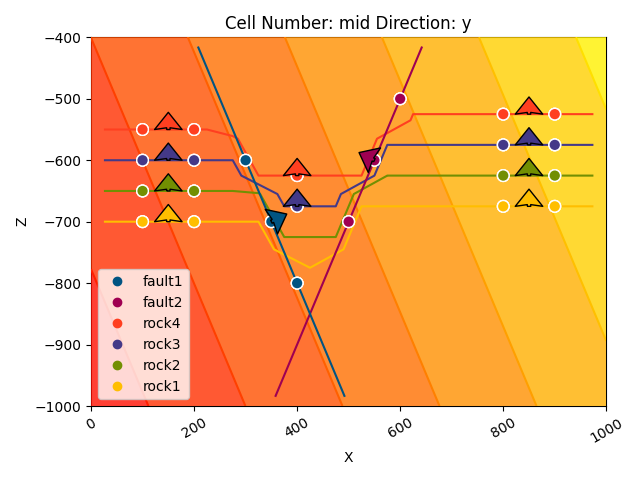 Cell Number: mid Direction: y
−400
−500
−600
−700
−800
−900
−1000
Z
fault1
fault2
rock4
rock3
rock2
rock1
0
200
400
600
800
1000
X